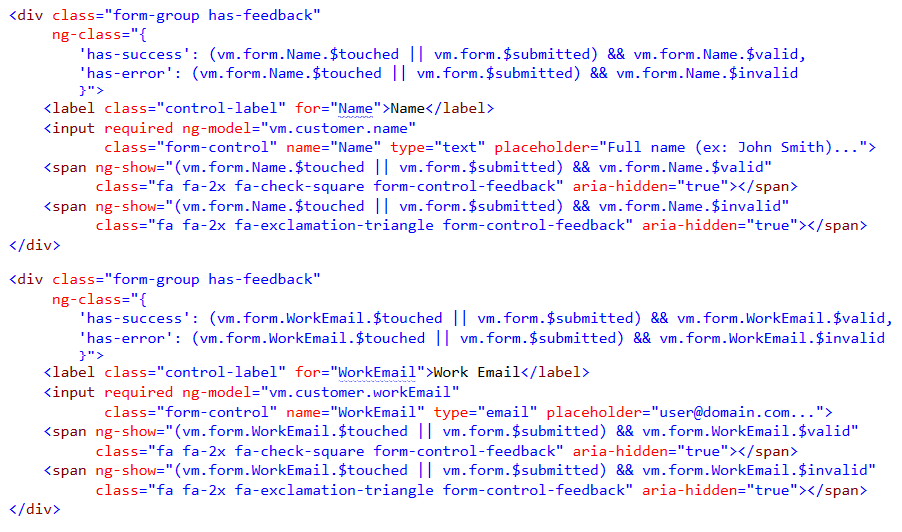 <div class="form-group has-feedback"
     ng-class="{
        'has-success': (vm.form.Name.$touched || vm.form.$submitted) && vm.form.Name.$valid,
        'has-error': (vm.form.Name.$touched || vm.form.$submitted) && vm.form.Name.$invalid
        }">
    <label class="control-label" for="Name">Name</label>
    <input required ng-model="vm.customer.name"
           class="form-control" name="Name" type="text" placeholder="Full name (ex: John Smith)...">
    <span ng-show="(vm.form.Name.$touched || vm.form.$submitted) && vm.form.Name.$valid"
          class="fa fa-2x fa-check-square form-control-feedback" aria-hidden="true"></span>
    <span ng-show="(vm.form.Name.$touched || vm.form.$submitted) && vm.form.Name.$invalid"
          class="fa fa-2x fa-exclamation-triangle form-control-feedback" aria-hidden="true"></span>
</div>

<div class="form-group has-feedback"
     ng-class="{
        'has-success': (vm.form.WorkEmail.$touched || vm.form.$submitted) && vm.form.WorkEmail.$valid,
        'has-error': (vm.form.WorkEmail.$touched || vm.form.$submitted) && vm.form.WorkEmail.$invalid
        }">
    <label class="control-label" for="WorkEmail">Work Email</label>
    <input required ng-model="vm.customer.workEmail"
           class="form-control" name="WorkEmail" type="email" placeholder="user@domain.com...">
    <span ng-show="(vm.form.WorkEmail.$touched || vm.form.$submitted) && vm.form.WorkEmail.$valid"
          class="fa fa-2x fa-check-square form-control-feedback" aria-hidden="true"></span>
    <span ng-show="(vm.form.WorkEmail.$touched || vm.form.$submitted) && vm.form.WorkEmail.$invalid"
          class="fa fa-2x fa-exclamation-triangle form-control-feedback" aria-hidden="true"></span>
</div>